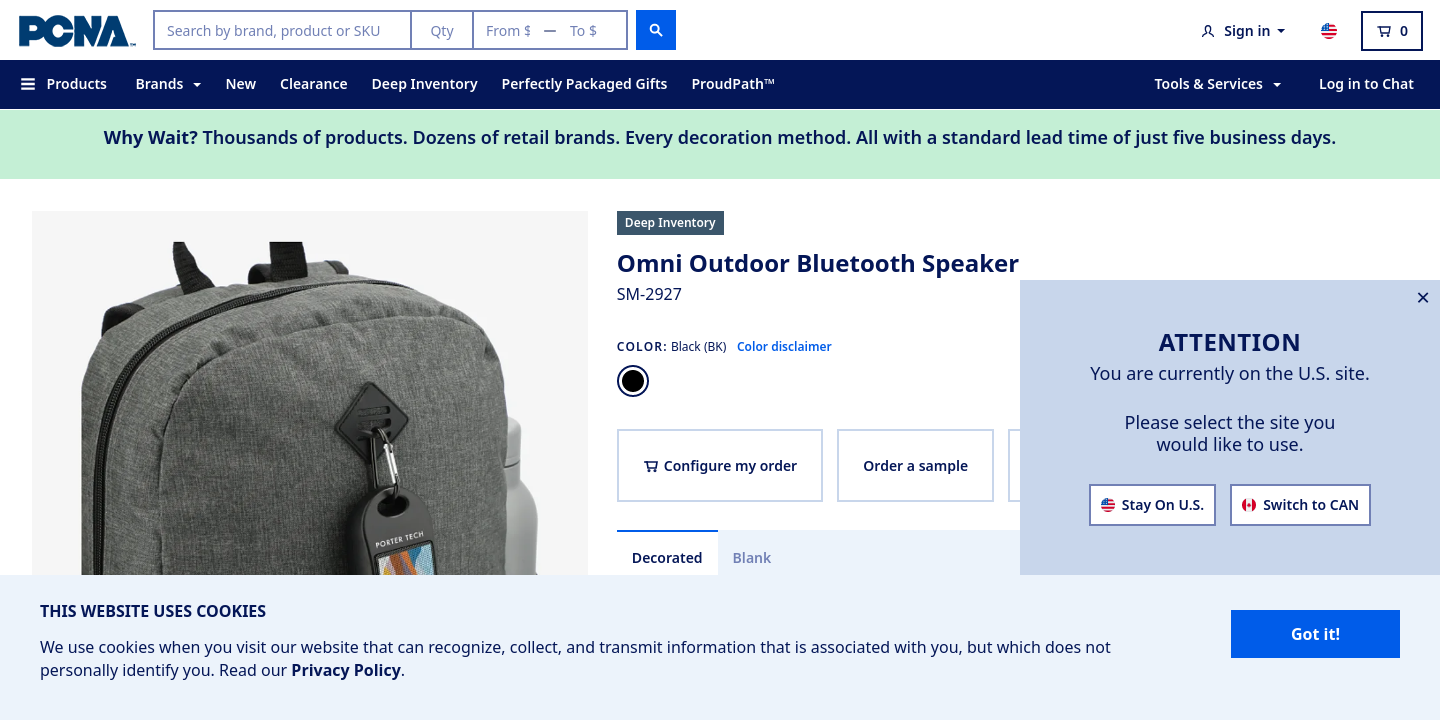 PCNA™
Search by brand, product or SKU
Qty
From $ — To $
Sign in
0
Products
Brands
New
Clearance
Deep Inventory
Perfectly Packaged Gifts
ProudPath™
Tools & Services
Log in to Chat
Why Wait? Thousands of products. Dozens of retail brands. Every decoration method. All with a standard lead time of just five business days.
PORTER TECH
Deep Inventory
Omni Outdoor Bluetooth Speaker
SM-2927
COLOR: Black (BK) Color disclaimer
Configure my order
Order a sample
Decorated
Blank
ATTENTION
You are currently on the U.S. site.
Please select the site you
would like to use.
Stay On U.S.
Switch to CAN
THIS WEBSITE USES COOKIES
We use cookies when you visit our website that can recognize, collect, and transmit information that is associated with you, but which does not
personally identify you. Read our Privacy Policy.
Got it!